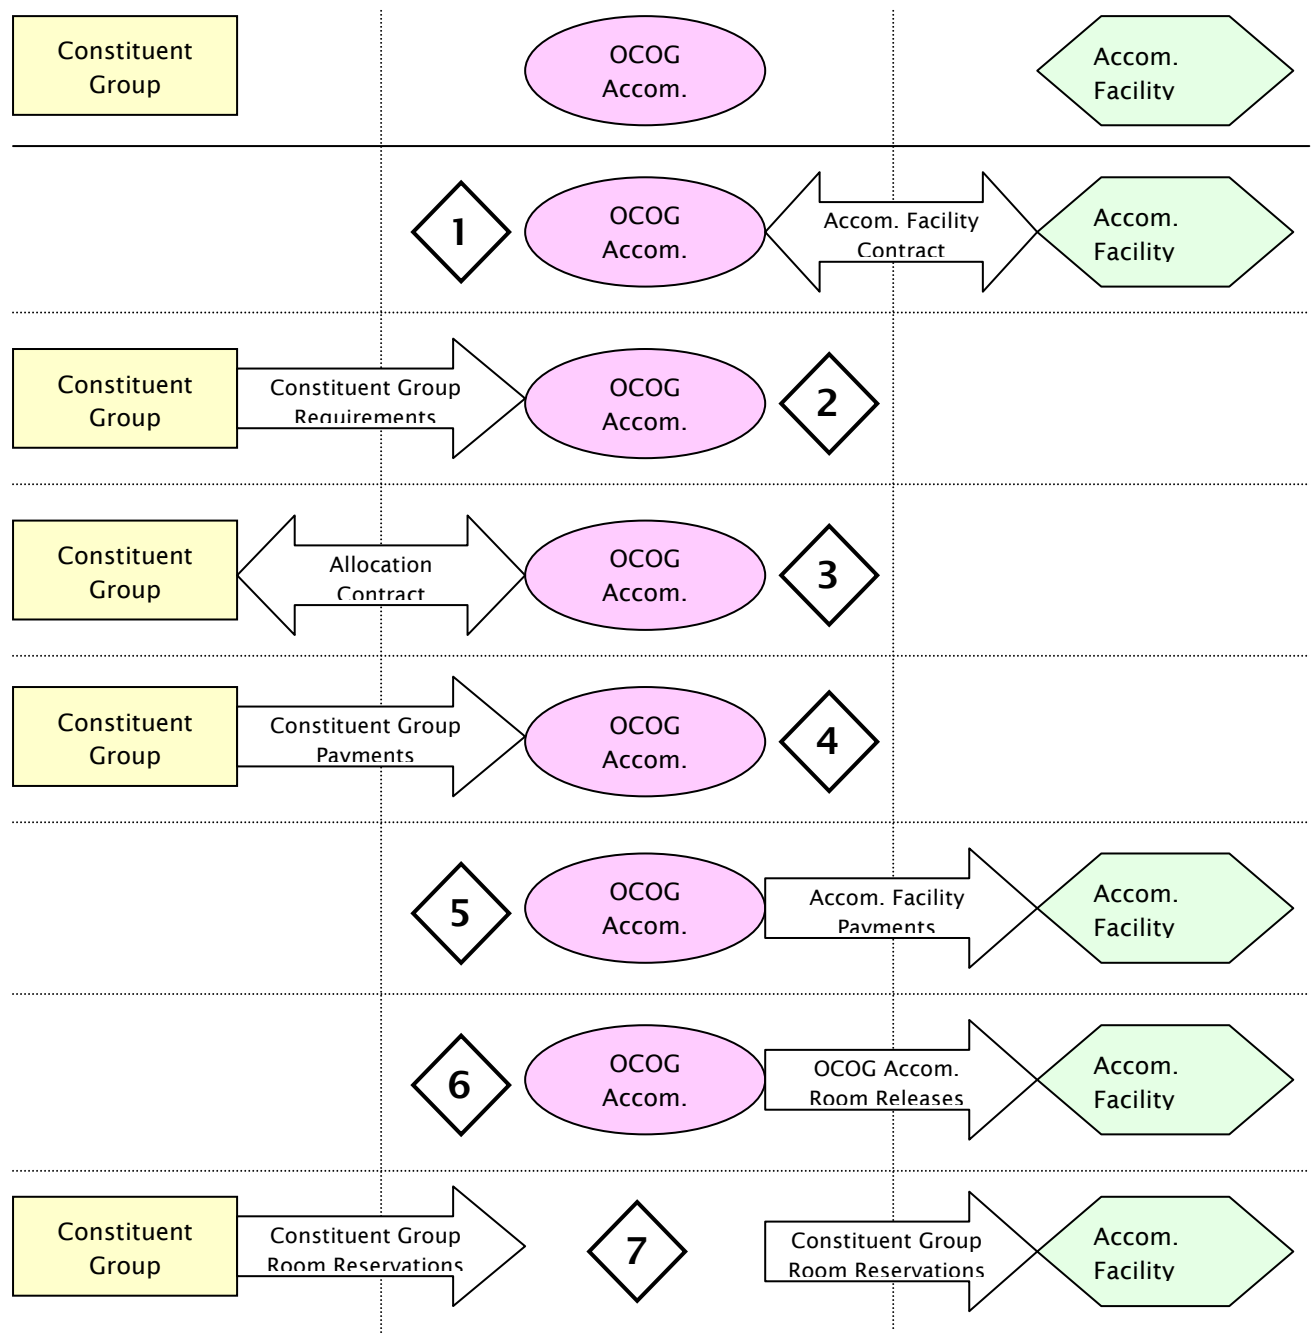 Constituent
Group
OCOG
Accom.
Accom.
Facility
1
OCOG
Accom.
Accom. Facility
Contract
Accom.
Facility
Constituent
Group
Constituent Group
Requirements
OCOG
Accom.
2
Constituent
Group
Allocation
Contract
OCOG
Accom.
3
Constituent
Group
Constituent Group
Payments
OCOG
Accom.
4
5
OCOG
Accom.
Accom. Facility
Payments
Accom.
Facility
6
OCOG
Accom.
OCOG Accom.
Room Releases
Accom.
Facility
Constituent
Group
Constituent Group
Room Reservations
7
Constituent Group
Room Reservations
Accom.
Facility